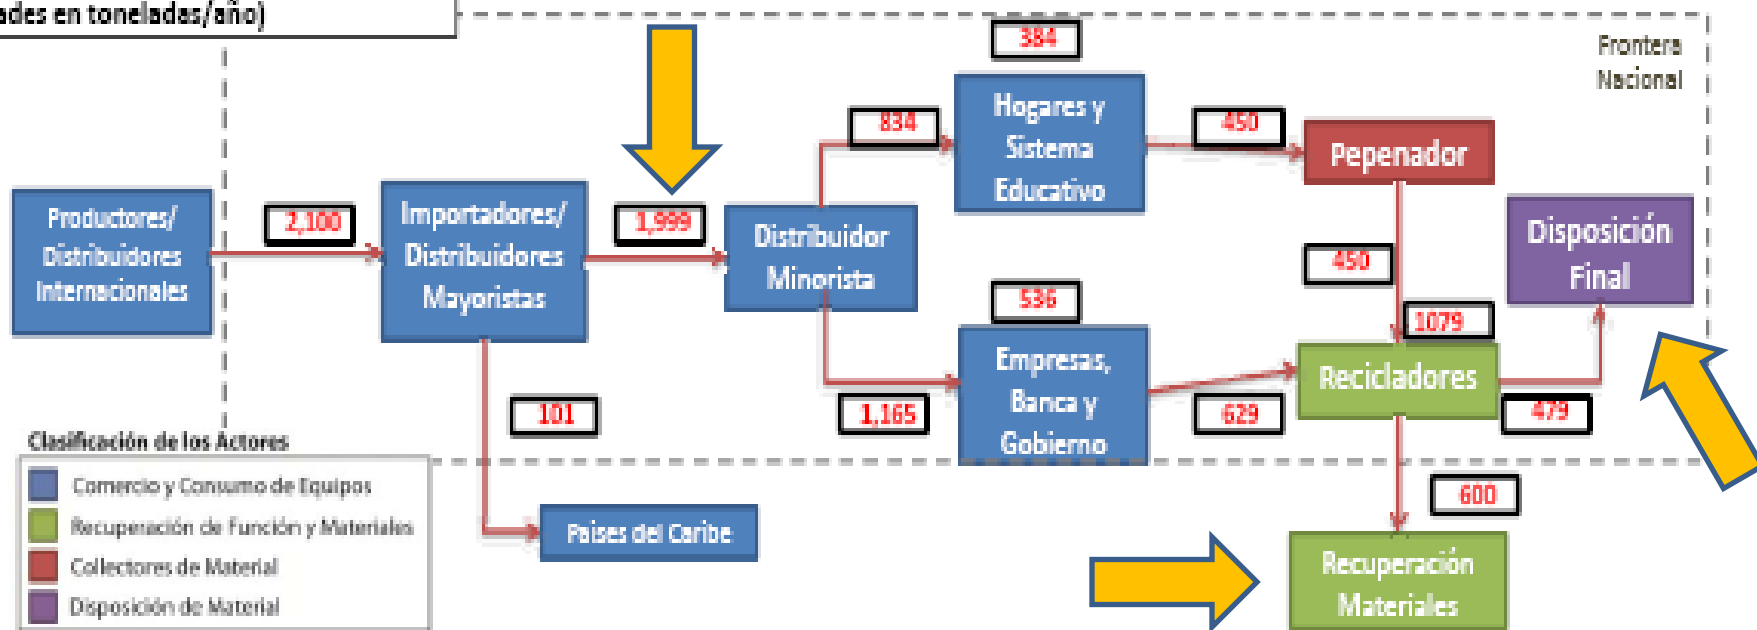 ades en toneladas/año)
Frontera
Nacional
384
Hogares y
Sistema
Educativo
834
450
Pepenador
Productores/
Distribuidores
Internacionales
2,100
Importadores/
Distribuidores
Mayoristas
1,999
Distribuidor
Minorista
450
Disposición
Final
536
Empresas,
Banca y
Gobierno
1079
Recicladores
101
1,165
629
479
Clasificación de los Actores
Comercio y Consumo de Equipos
Recuperación de Función y Materiales
Collectores de Material
Disposición de Material
Paises del Caribe
600
Recuperación
Materiales